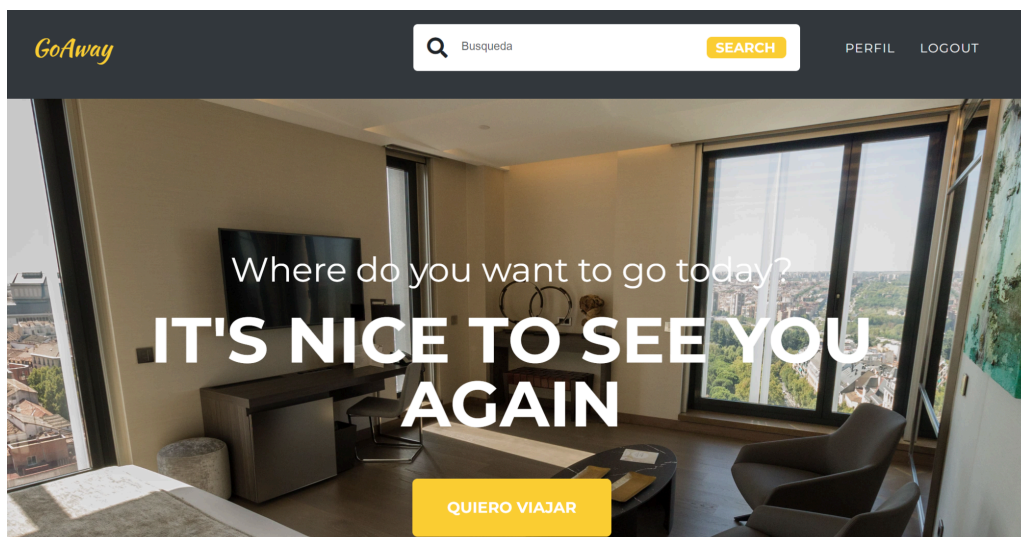 GoAway
Busqueda
SEARCH
PERFIL
LOGOUT
Where do you want to go today?
IT'S NICE TO SEE YOU
AGAIN
QUIERO VIAJAR